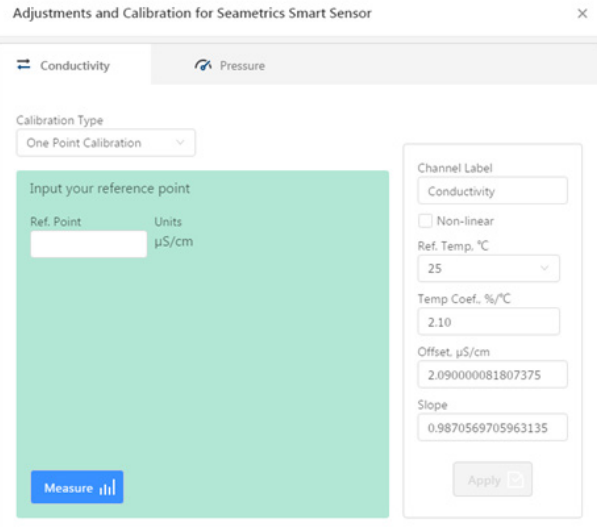 Adjustments and Calibration for Seametrics Smart Sensor
Conductivity
Pressure
Calibration Type
One Point Calibration
Input your reference point
Ref. Point
Units
µS/cm
Measure
Channel Label
Conductivity
Non-linear
Ref. Temp, °C
25
Temp Coef., %/°C
2.10
Offset, µS/cm
2.090000081807375
Slope
0.9870569705963135
Apply